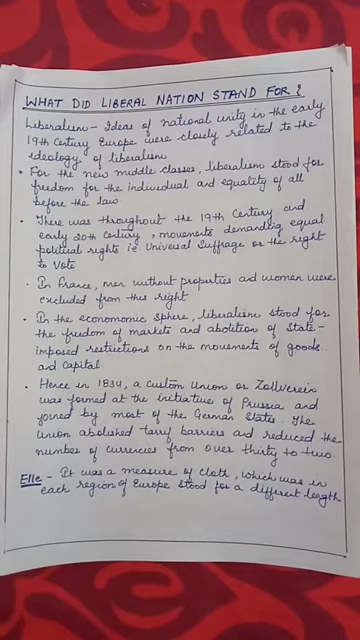 WHAT DID LIBERAL NATION STAND FOR?
Liberalism - Ideas of national unity in the early
19th Century Europe were closely related to the
ideology of liberalism
• For the new middle classes, liberalism stood for
freedom for the individual and equality of all
before the law
• There was throughout the 19th Century and
early 20th Century, movements demanding equal
political rights ie Universal Suffrage or the right
to vote
• In France, men without properties and women were
excluded from this right
• In the economic sphere, liberalism stood for
the freedom of markets and abolition of State-
imposed restrictions on the movements of goods
and Capital
• Hence in 1834, a custom union or Zollverein
was formed at the initiative of Prussia and
joined by most of the German States. The
Union abolished tariff barriers and reduced the
number of currencies from over thirty to two.
Elle - It was a measure of cloth, which was in
each region of Europe stood for a different length